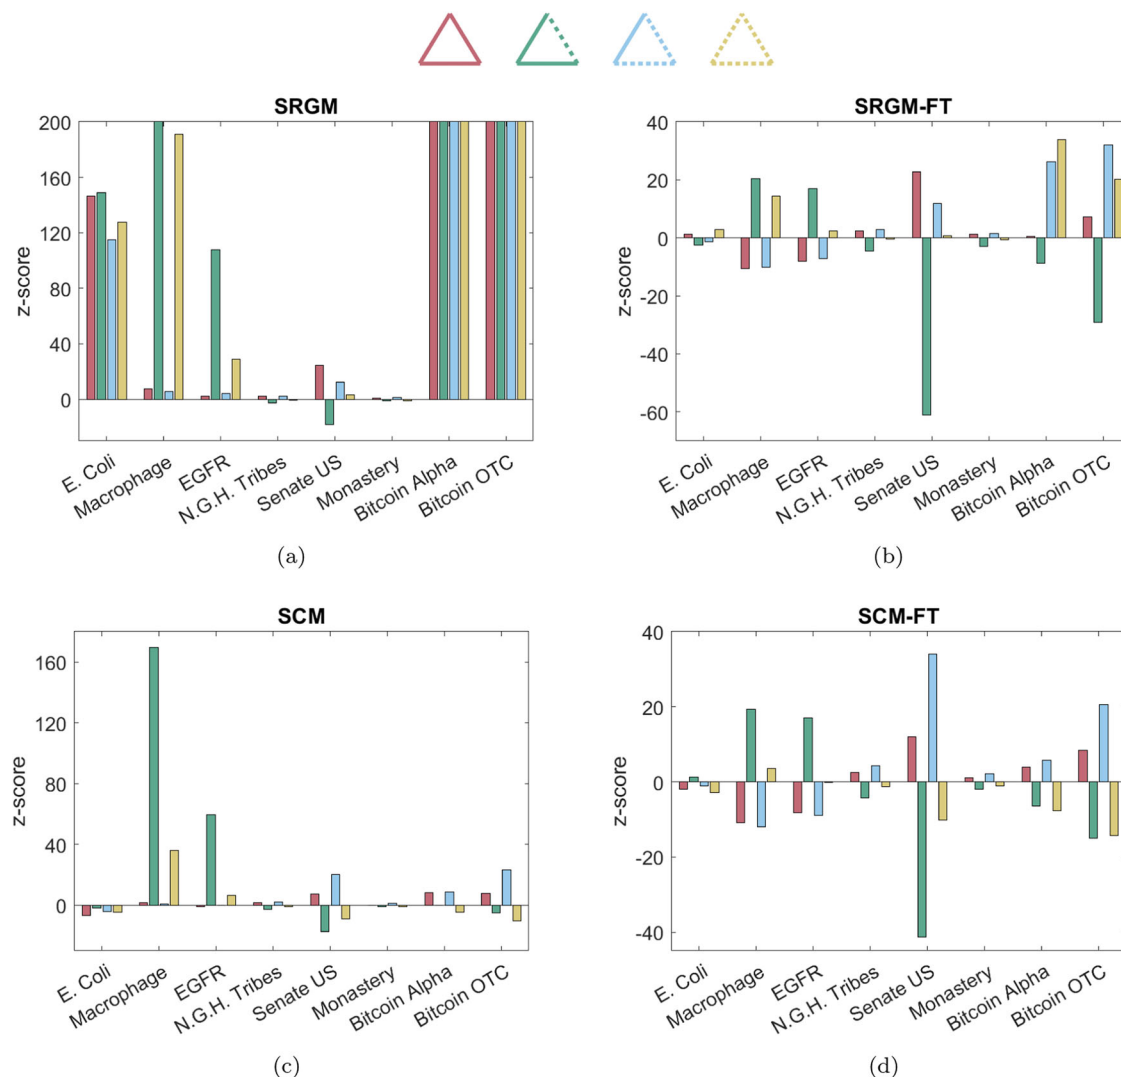 SRGM
200
160
120
80
40
0
z-score
E. Coli
Macrophage
EGFR
N.G.H. Tribes
Senate US
Monastery
Bitcoin Alpha
Bitcoin OTC
(a)
SRGM-FT
40
20
0
-20
-40
-60
z-score
E. Coli
Macrophage
EGFR
N.G.H. Tribes
Senate US
Monastery
Bitcoin Alpha
Bitcoin OTC
(b)
SCM
160
120
80
40
0
z-score
E. Coli
Macrophage
EGFR
N.G.H. Tribes
Senate US
Monastery
Bitcoin Alpha
Bitcoin OTC
(c)
SCM-FT
40
20
0
-20
-40
z-score
E. Coli
Macrophage
EGFR
N.G.H. Tribes
Senate US
Monastery
Bitcoin Alpha
Bitcoin OTC
(d)